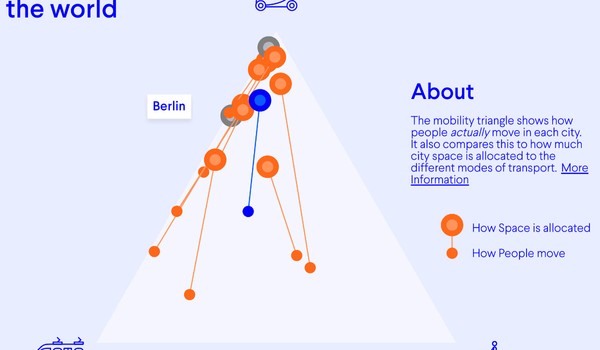 the world
Berlin
About
The mobility triangle shows how
people actually move in each city.
It also compares this to how much
city space is allocated to the
different modes of transport. More
Information
How Space is allocated
How People move